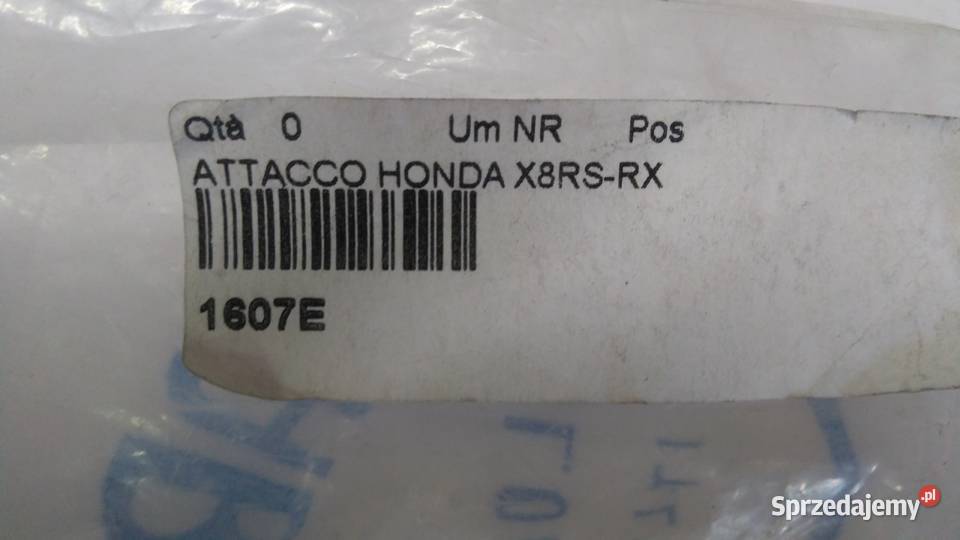 Qtà 0 Um NR Pos
ATTACCO HONDA X8RS-RX
1607E
Sprzedajemy.pl